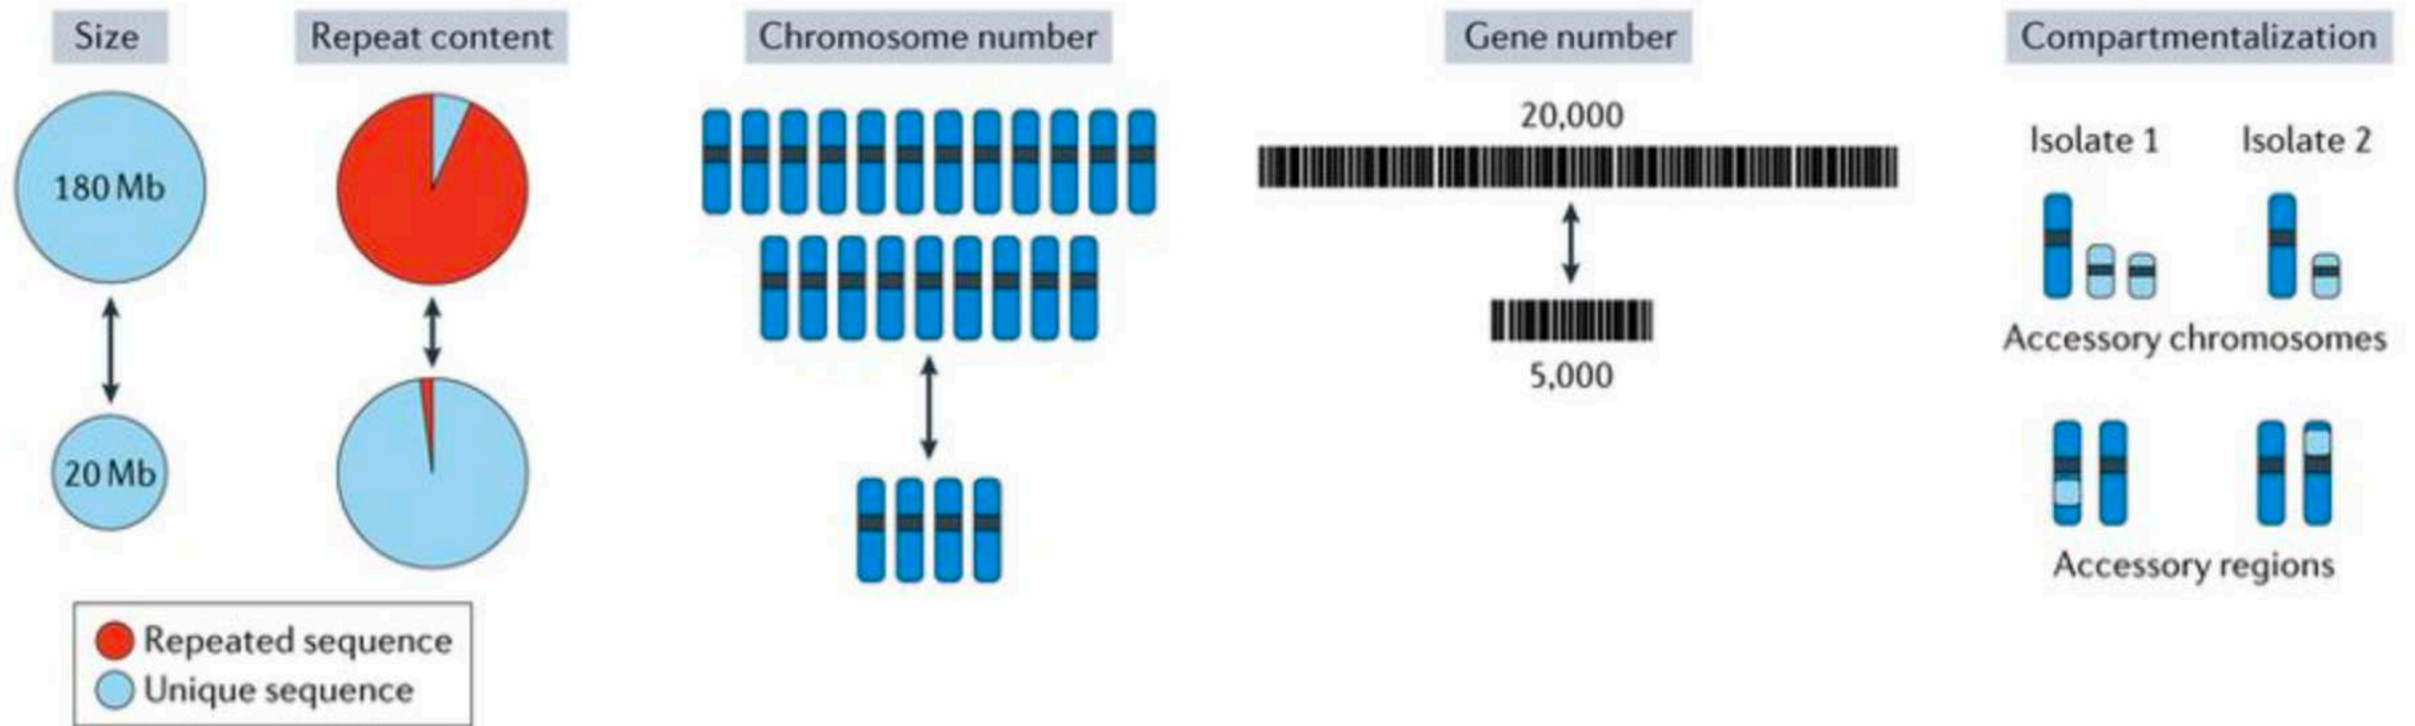 Size
Repeat content
Chromosome number
Gene number
Compartmentalization
180 Mb
20 Mb
Repeated sequence
Unique sequence
20,000
5,000
Isolate 1
Isolate 2
Accessory chromosomes
Accessory regions